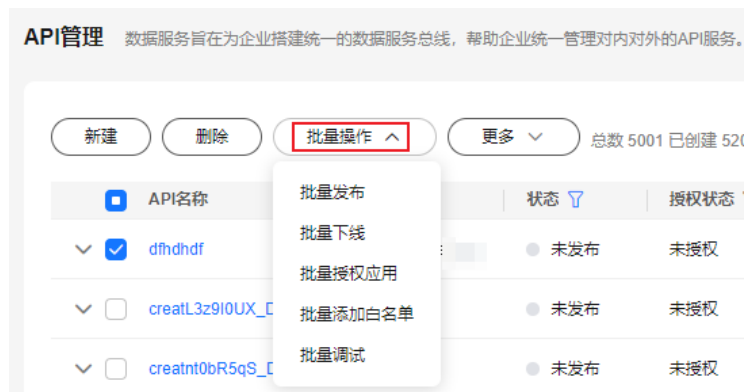 API管理 数据服务旨在为企业搭建统一的数据服务总线，帮助企业统一管理对内对外的API服务。
新建 删除 批量操作 更多 总数 5001 已创建 520
API名称 状态 授权状态
批量发布
批量下线
批量授权应用
批量添加白名单
批量调试
dfhdhdf 未发布 未授权
creatL3z9I0UX_D 未发布 未授权
creatnt0bR5qS_D 未发布 未授权